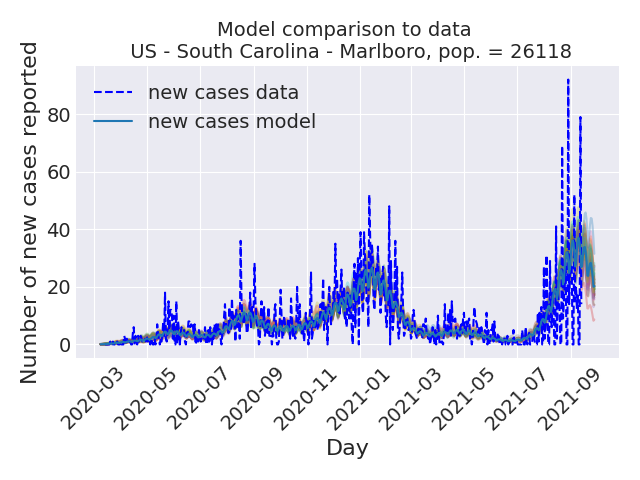 Model comparison to data
US - South Carolina - Marlboro, pop. = 26118
Number of new cases reported
new cases data
new cases model
80
60
40
20
0
2020-03
2020-05
2020-07
2020-09
2020-11
2021-01
2021-03
2021-05
2021-07
2021-09
Day